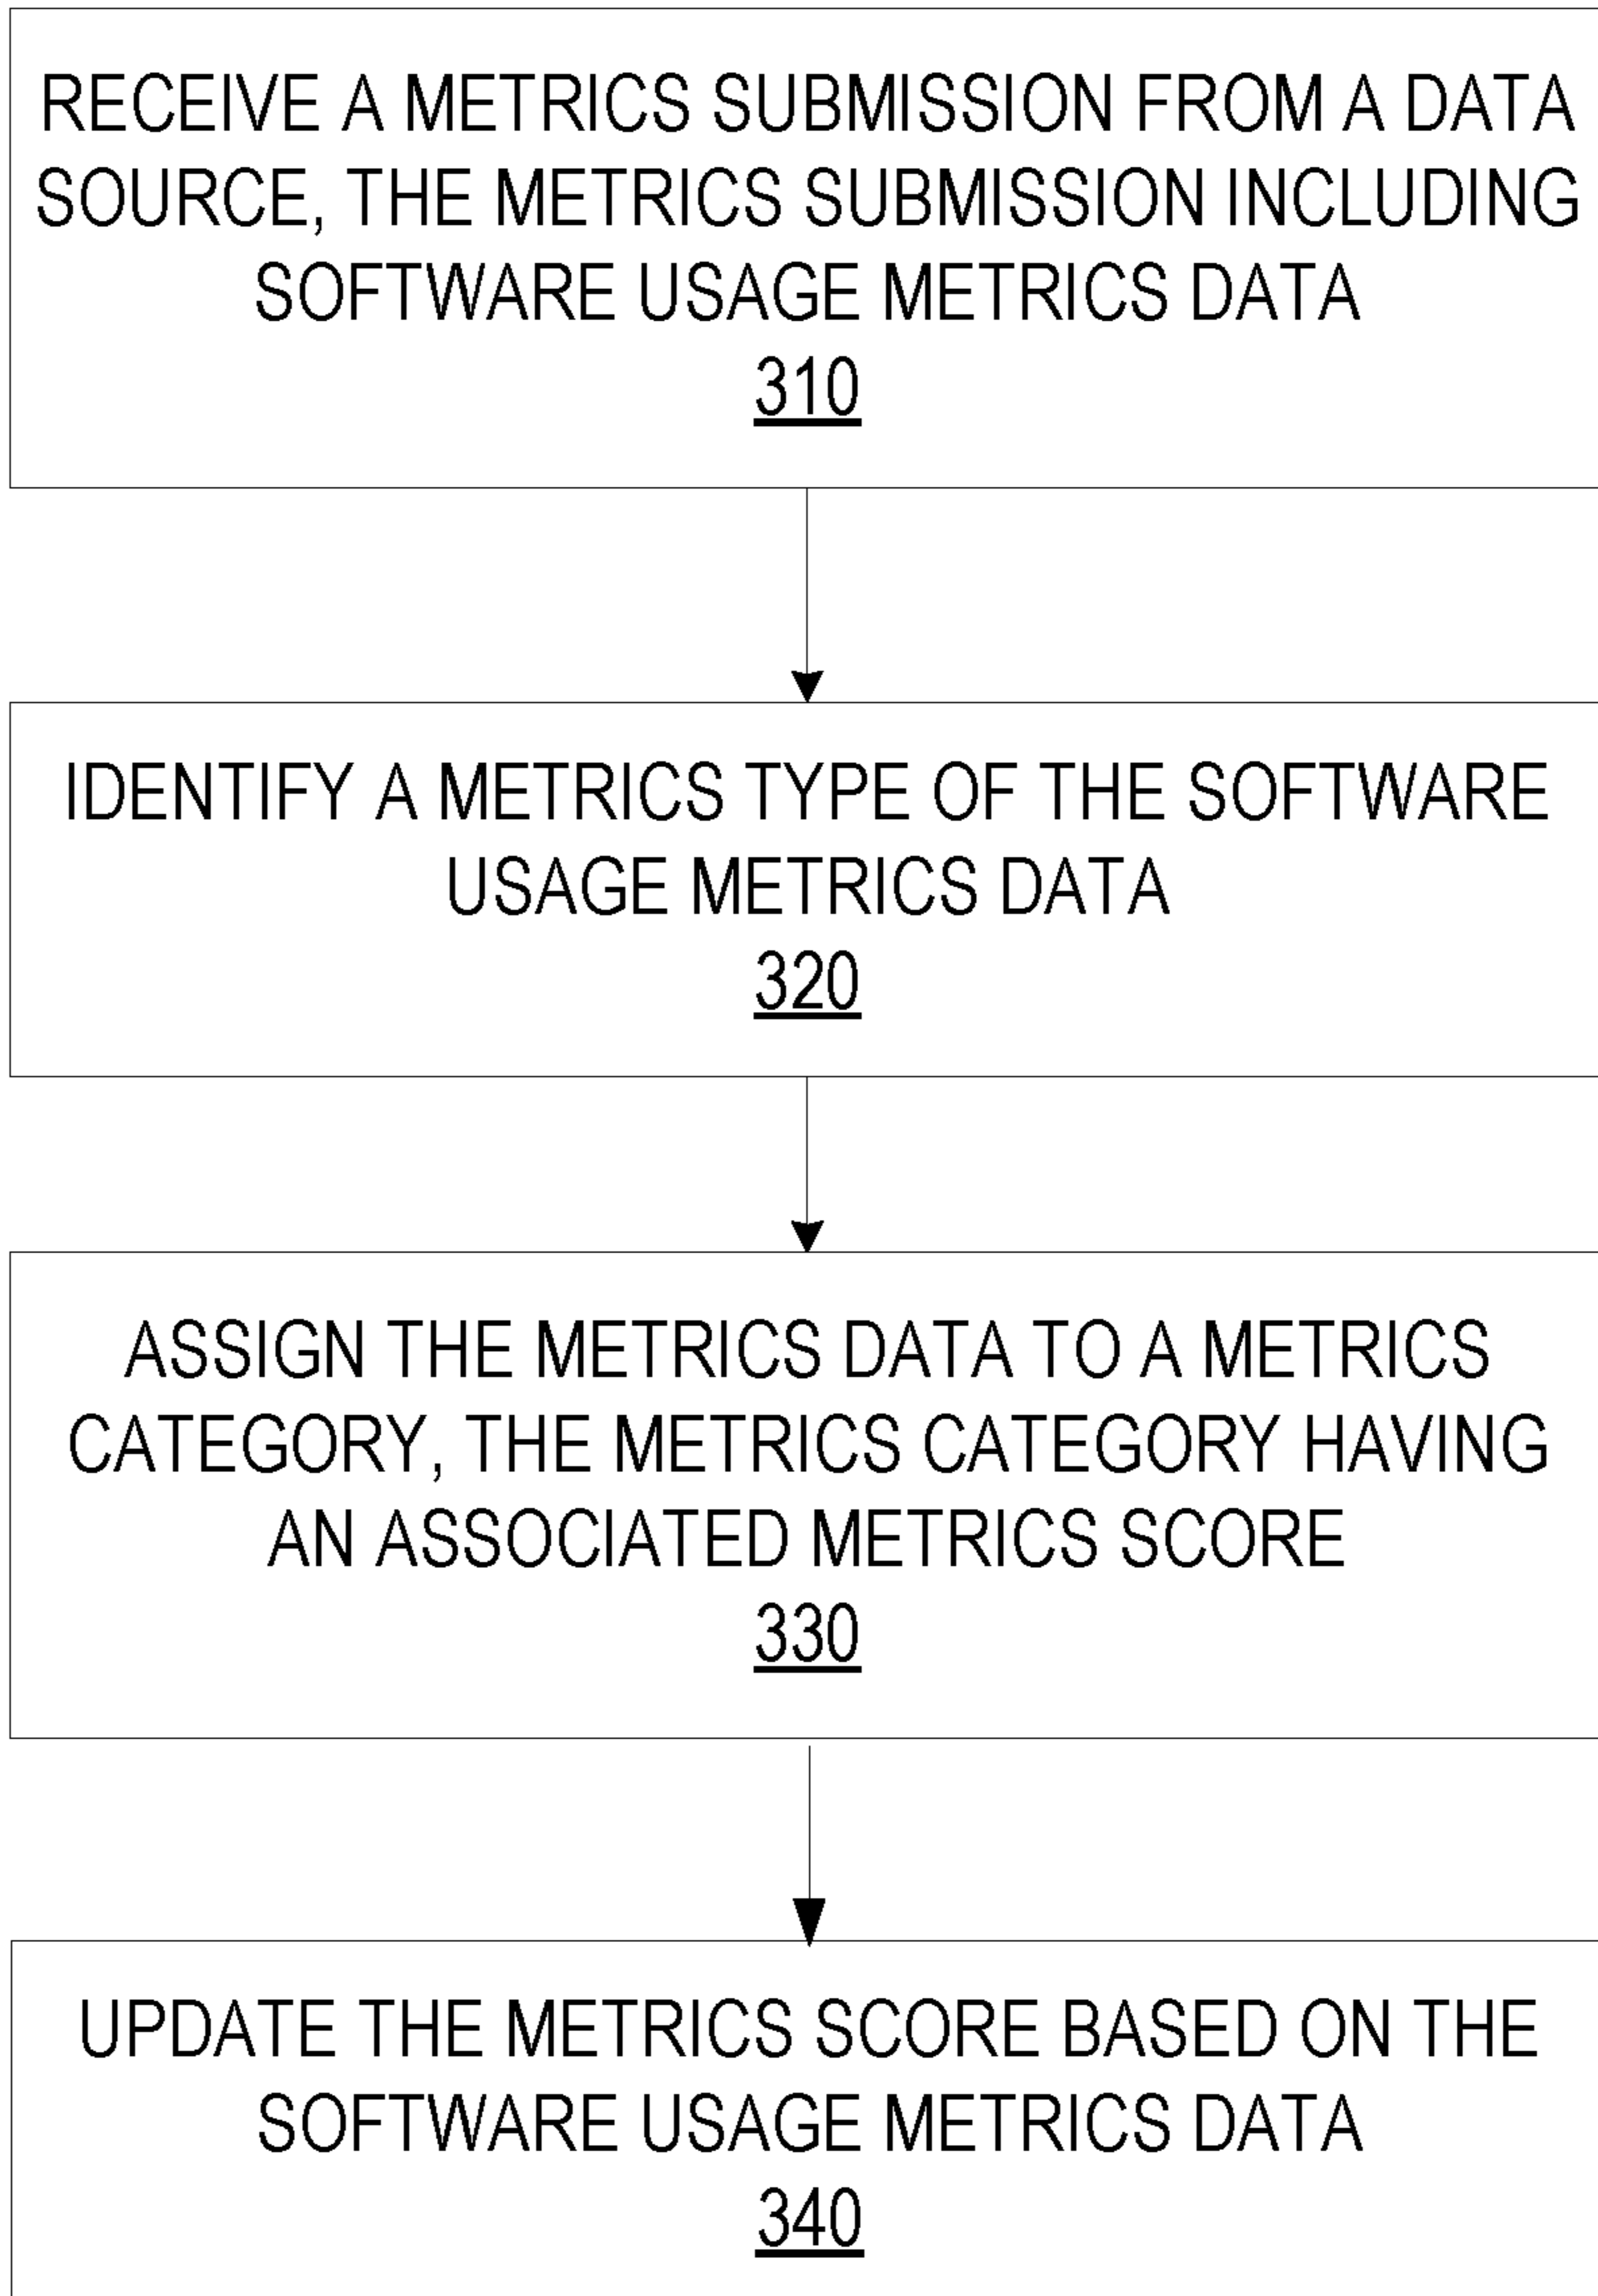 RECEIVE A METRICS SUBMISSION FROM A DATA
SOURCE, THE METRICS SUBMISSION INCLUDING
SOFTWARE USAGE METRICS DATA
310
IDENTIFY A METRICS TYPE OF THE SOFTWARE
USAGE METRICS DATA
320
ASSIGN THE METRICS DATA TO A METRICS
CATEGORY, THE METRICS CATEGORY HAVING
AN ASSOCIATED METRICS SCORE
330
UPDATE THE METRICS SCORE BASED ON THE
SOFTWARE USAGE METRICS DATA
340